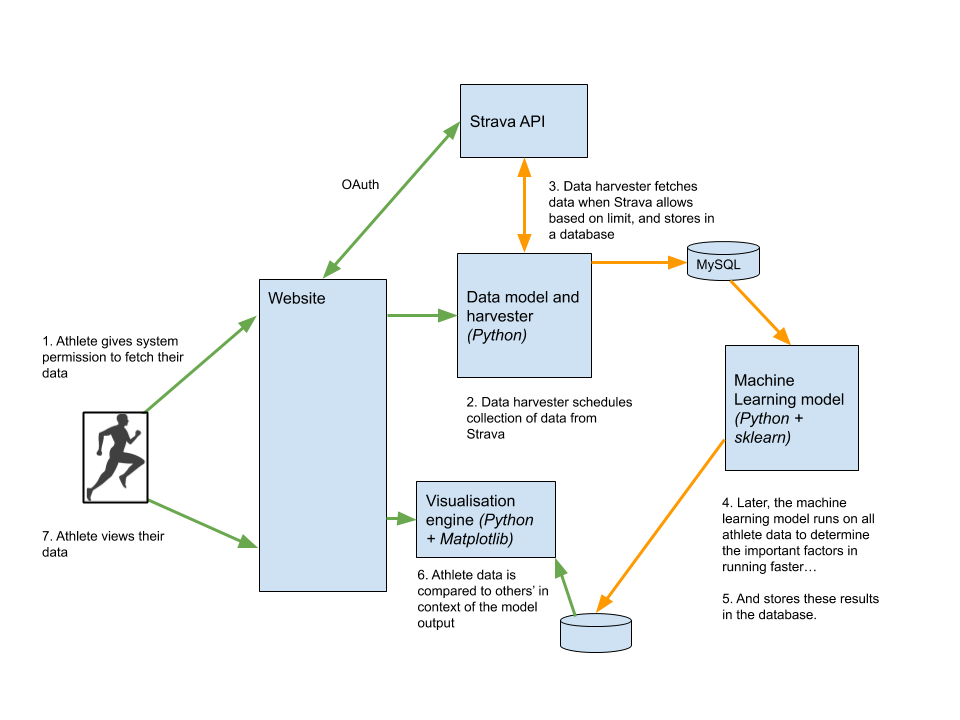 Strava API
OAuth
3. Data harvester fetches
data when Strava allows
based on limit, and stores in
a database
MySQL
Website
Data model and
harvester
(Python)
1. Athlete gives system
permission to fetch their
data
2. Data harvester schedules
collection of data from
Strava
Machine
Learning model
(Python +
sklearn)
7. Athlete views their
data
Visualisation
engine (Python
+ Matplotlib)
6. Athlete data is
compared to others’ in
context of the model
output
4. Later, the machine
learning model runs on all
athlete data to determine
the important factors in
running faster…
5. And stores these results
in the database.